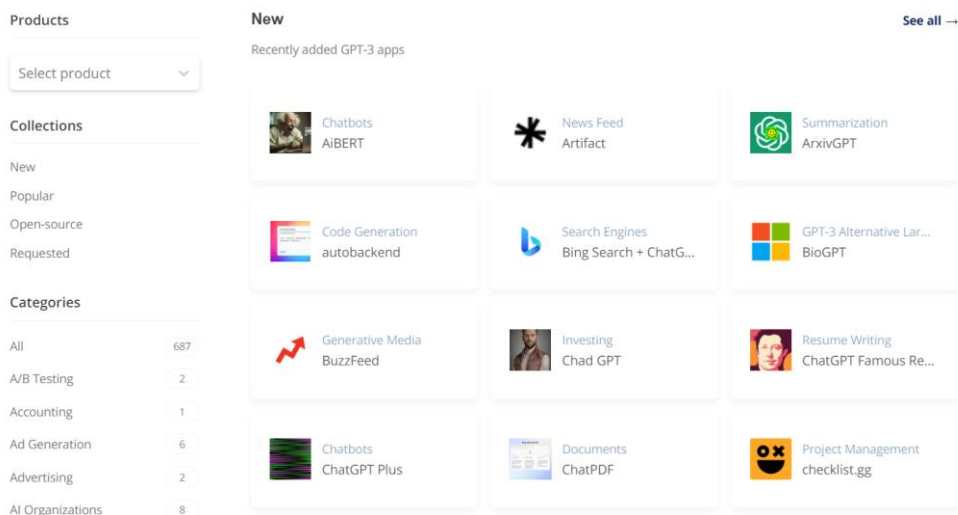 Products
Select product
Collections
New
Popular
Open-source
Requested
Categories
All 687
A/B Testing 2
Accounting 1
Ad Generation 6
Advertising 2
AI Organizations 8
New
See all →
Recently added GPT-3 apps
Chatbots
AiBERT
News Feed
Artifact
Summarization
ArxivGPT
Code Generation
autobackend
Search Engines
Bing Search + ChatG...
GPT-3 Alternative Lar...
BioGPT
Generative Media
BuzzFeed
Investing
Chad GPT
Resume Writing
ChatGPT Famous Re...
Chatbots
ChatGPT Plus
Documents
ChatPDF
Project Management
checklist.gg